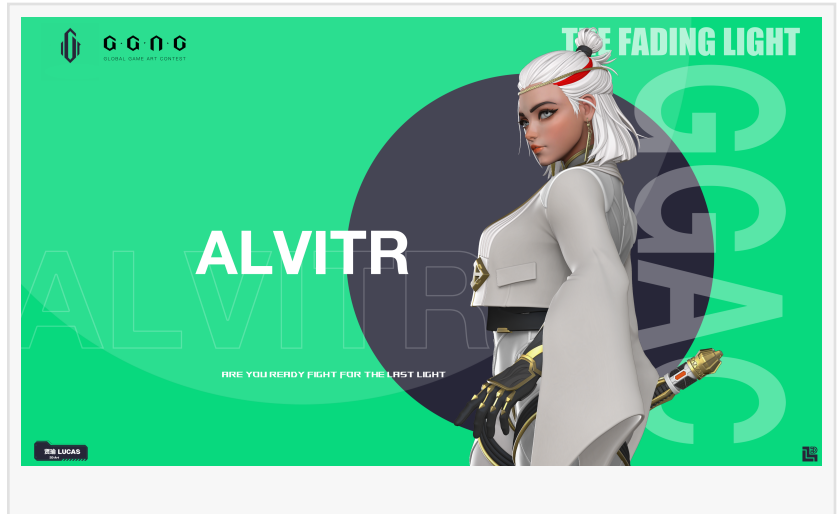 G·G·A·C
GLOBAL GAME ART CONTEST
THE FADING LIGHT
GGAC
ALVITR
ALVITR
ARE YOU READY FIGHT FOR THE LAST LIGHT
LUCAS